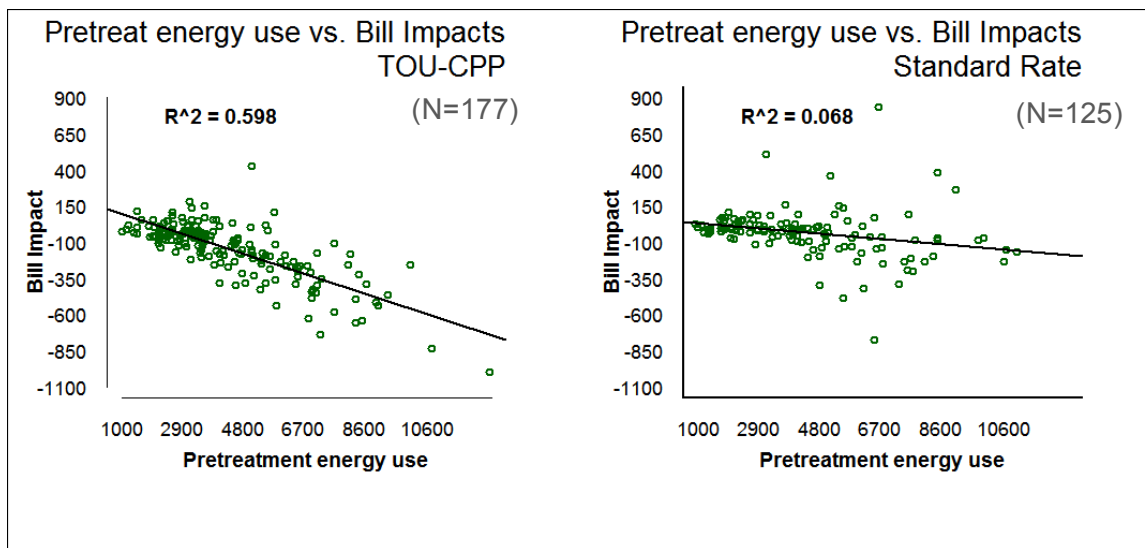 Pretreat energy use vs. Bill Impacts
TOU-CPP
(N=177)
R^2 = 0.598
900
650
400
150
-100
-350
-600
-850
-1100
Bill Impact
1000 2900 4800 6700 8600 10600
Pretreatment energy use
Pretreat energy use vs. Bill Impacts
Standard Rate
(N=125)
R^2 = 0.068
900
650
400
150
-100
-350
-600
-850
-1100
Bill Impact
1000 2900 4800 6700 8600 10600
Pretreatment energy use